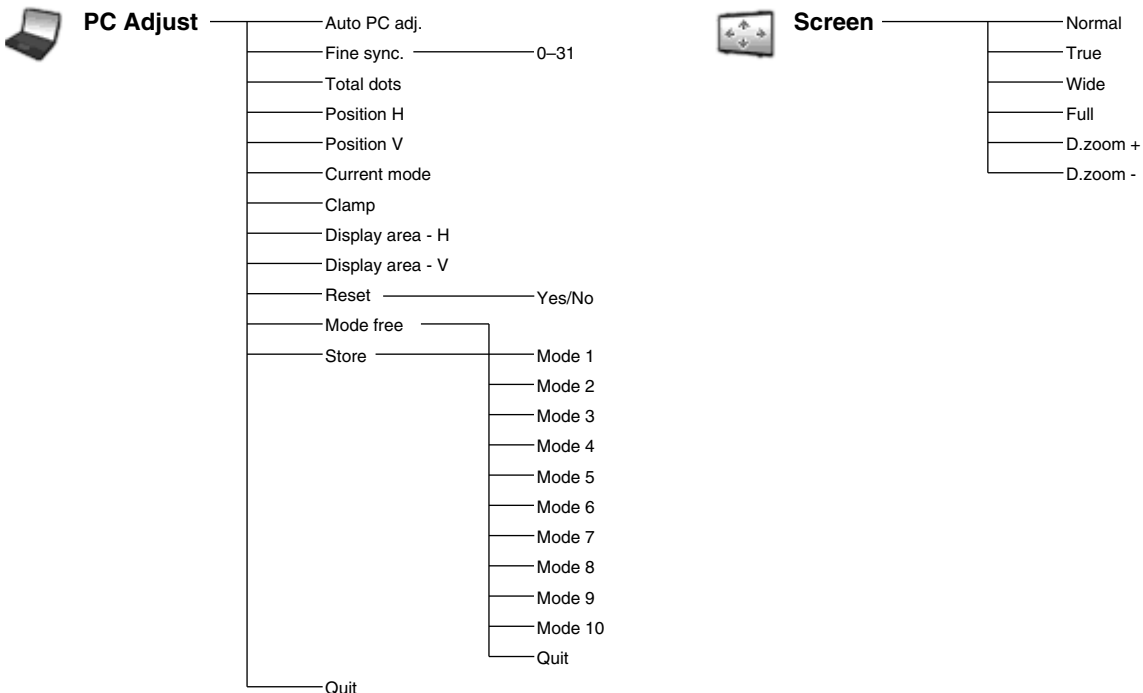 PC Adjust
Auto PC adj.
Fine sync.
0–31
Total dots
Position H
Position V
Current mode
Clamp
Display area - H
Display area - V
Reset
Yes/No
Mode free
Store
Mode 1
Mode 2
Mode 3
Mode 4
Mode 5
Mode 6
Mode 7
Mode 8
Mode 9
Mode 10
Quit
Quit
Screen
Normal
True
Wide
Full
D.zoom +
D.zoom -